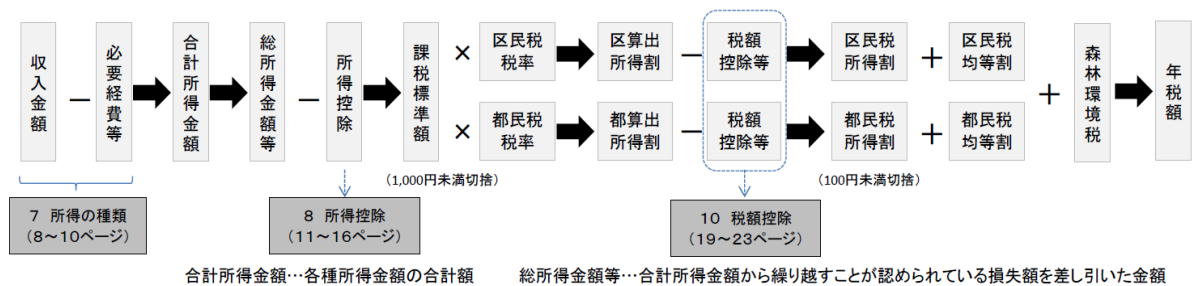 収入金額
－
必要経費等
合計所得金額
総所得金額等
－
所得控除
課税標準額
×
区民税
税率
区算出
所得割
－
税額
控除等
区民税
所得割
＋
区民税
均等割
×
都民税
税率
都算出
所得割
－
税額
控除等
都民税
所得割
＋
都民税
均等割
＋
森林環境税
年税額
（1,000円未満切捨）
（100円未満切捨）
７　所得の種類
（８～10ページ）
８　所得控除
（11～16ページ）
10　税額控除
（19～23ページ）
合計所得金額…各種所得金額の合計額
総所得金額等…合計所得金額から繰り越すことが認められている損失額を差し引いた金額